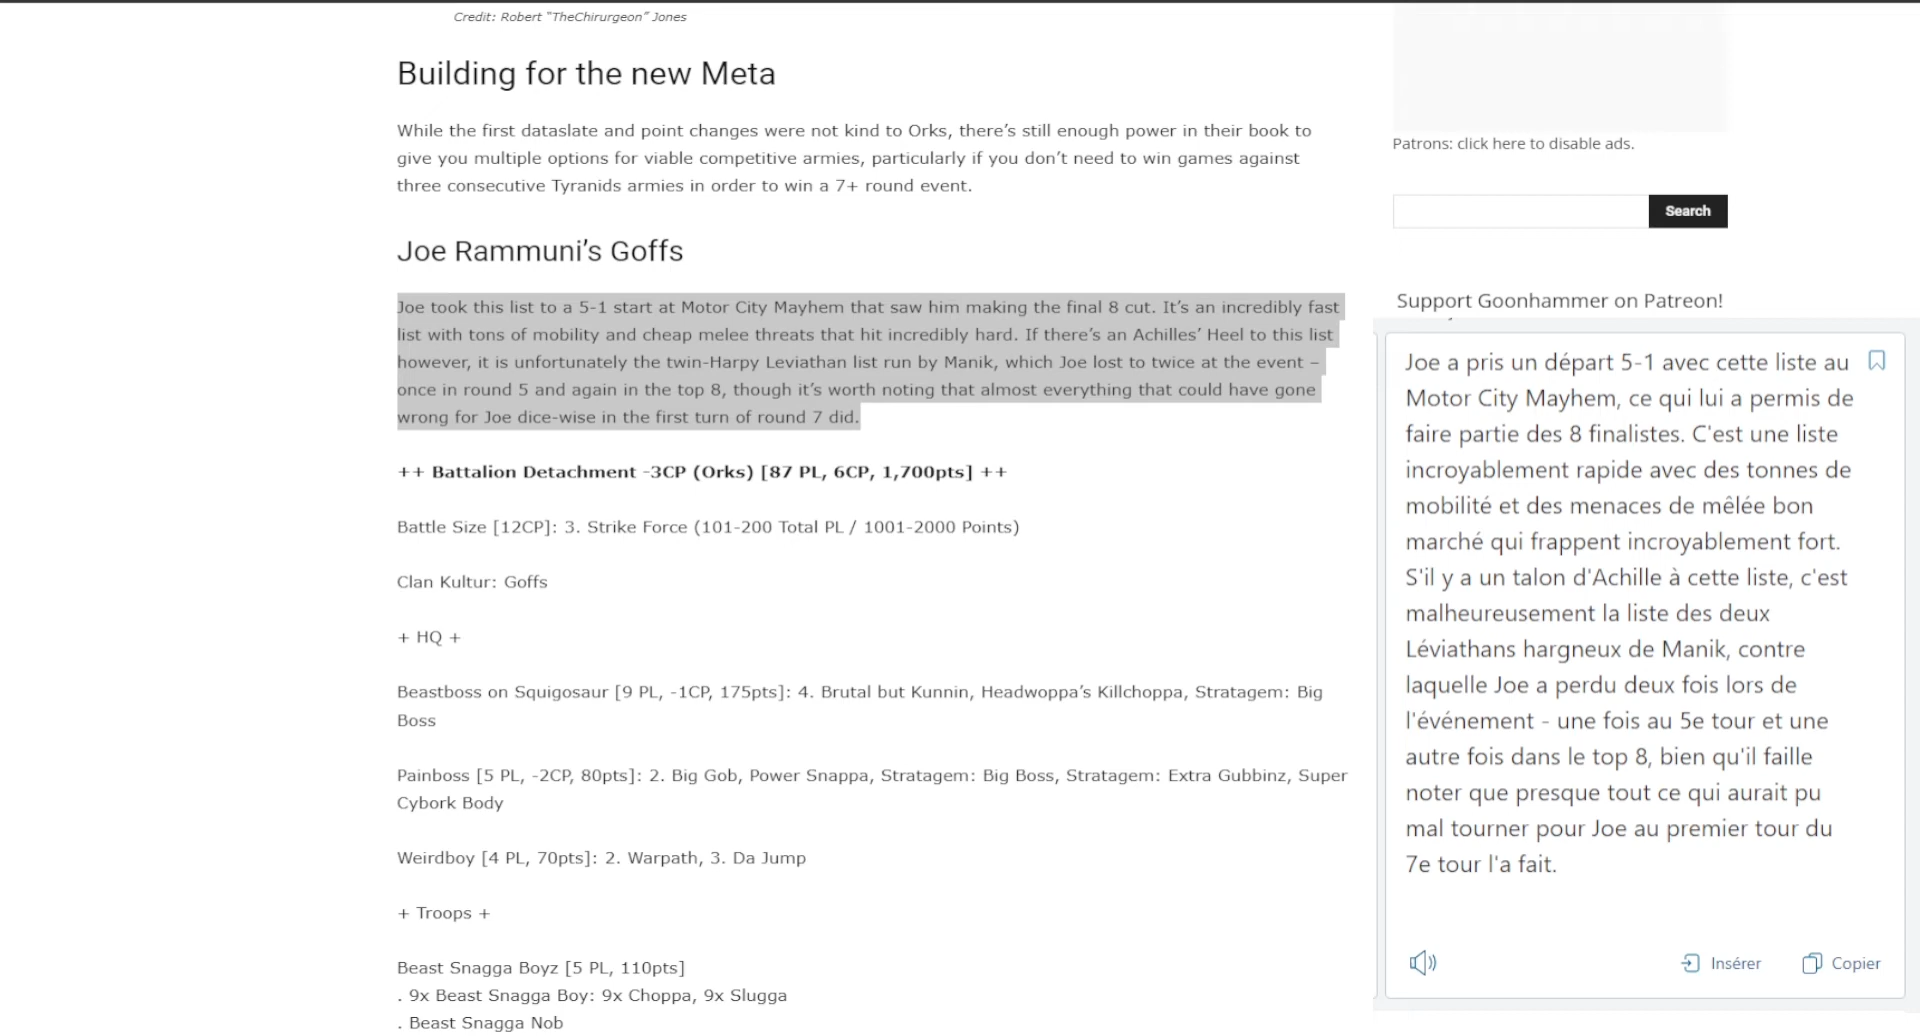 Credit: Robert “TheChirurgeon” Jones
Building for the new Meta
While the first dataslate and point changes were not kind to Orks, there’s still enough power in their book to
give you multiple options for viable competitive armies, particularly if you don’t need to win games against
three consecutive Tyranids armies in order to win a 7+ round event.
Joe Rammuni’s Goffs
Joe took this list to a 5-1 start at Motor City Mayhem that saw him making the final 8 cut. It’s an incredibly fast
list with tons of mobility and cheap melee threats that hit incredibly hard. If there’s an Achilles’ Heel to this list
however, it is unfortunately the twin-Harpy Leviathan list run by Manik, which Joe lost to twice at the event –
once in round 5 and again in the top 8, though it’s worth noting that almost everything that could have gone
wrong for Joe dice-wise in the first turn of round 7 did.
++ Battalion Detachment -3CP (Orks) [87 PL, 6CP, 1,700pts] ++
Battle Size [12CP]: 3. Strike Force (101-200 Total PL / 1001-2000 Points)
Clan Kultur: Goffs
+ HQ +
Beastboss on Squigosaur [9 PL, -1CP, 175pts]: 4. Brutal but Kunnin, Headwoppa’s Killchoppa, Stratagem: Big
Boss
Painboss [5 PL, -2CP, 80pts]: 2. Big Gob, Power Snappa, Stratagem: Big Boss, Stratagem: Extra Gubbinz, Super
Cybork Body
Weirdboy [4 PL, 70pts]: 2. Warpath, 3. Da Jump
+ Troops +
Beast Snagga Boyz [5 PL, 110pts]
. 9x Beast Snagga Boy: 9x Choppa, 9x Slugga
. Beast Snagga Nob
Patrons: click here to disable ads.
Search
Support Goonhammer on Patreon!
Joe a pris un départ 5-1 avec cette liste au
Motor City Mayhem, ce qui lui a permis de
faire partie des 8 finalistes. C'est une liste
incroyablement rapide avec des tonnes de
mobilité et des menaces de mêlée bon
marché qui frappent incroyablement fort.
S'il y a un talon d'Achille à cette liste, c'est
malheureusement la liste des deux
Léviathans hargneux de Manik, contre
laquelle Joe a perdu deux fois lors de
l'événement - une fois au 5e tour et une
autre fois dans le top 8, bien qu'il faille
noter que presque tout ce qui aurait pu
mal tourner pour Joe au premier tour du
7e tour l'a fait.
Insérer
Copier